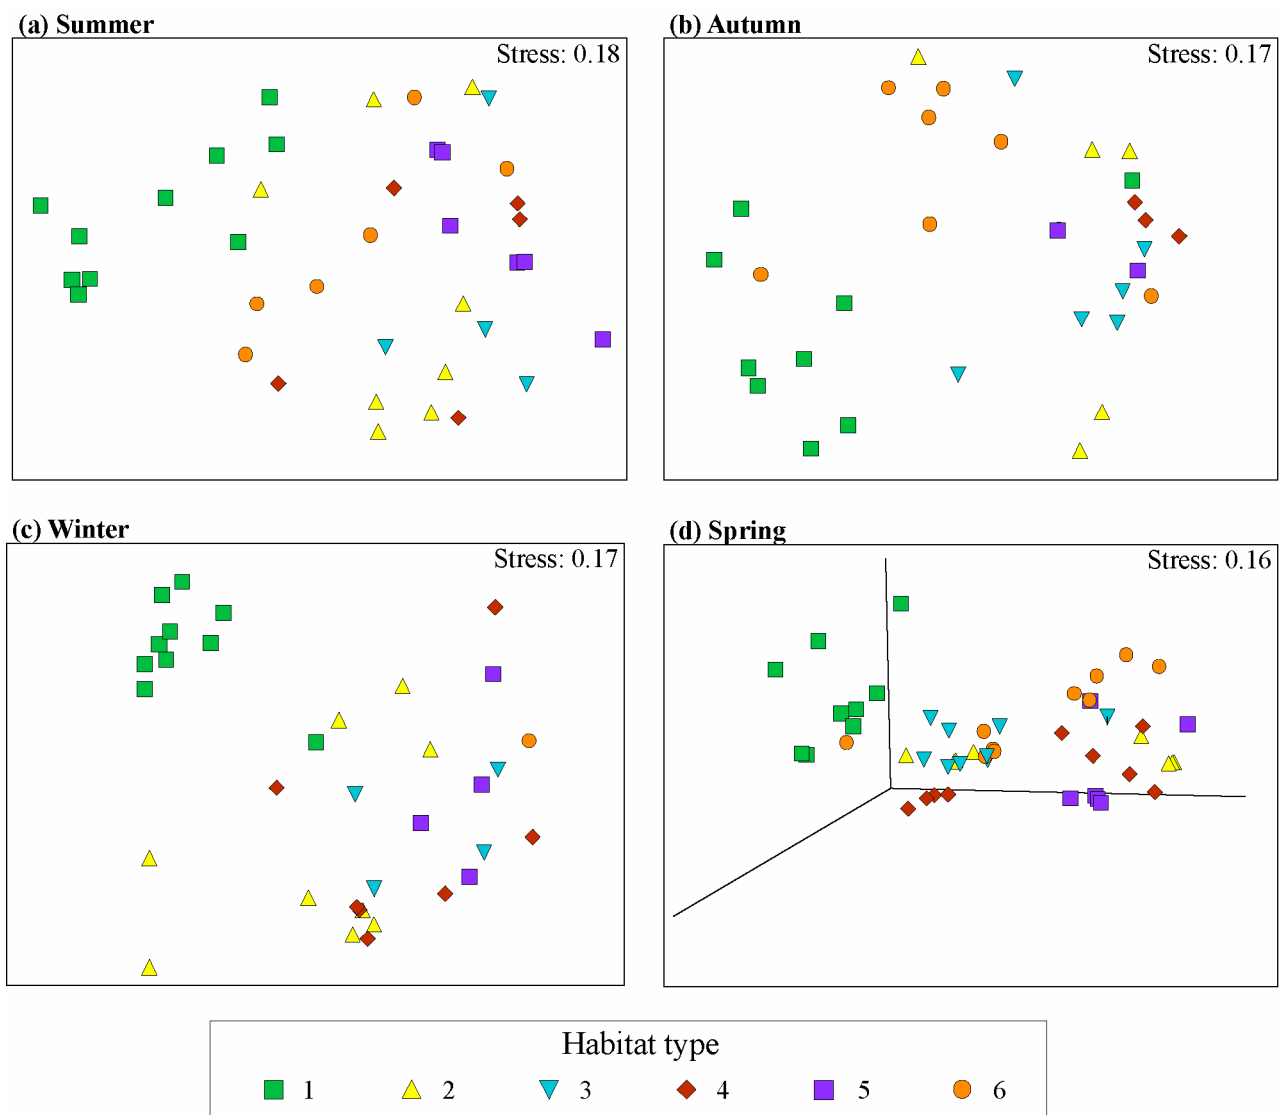 (a) Summer
Stress: 0.18
(b) Autumn
Stress: 0.17
(c) Winter
Stress: 0.17
(d) Spring
Stress: 0.16
Habitat type
1 2 3 4 5 6